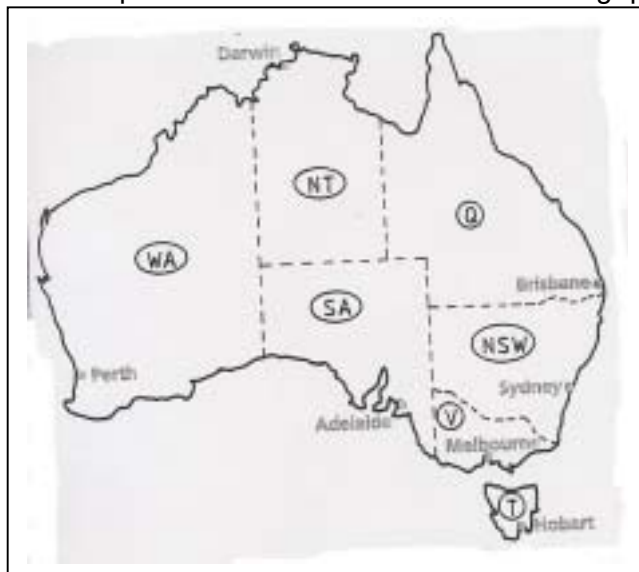 Darwin
NT
Q
WA
Brisbane
SA
NSW
Perth
Sydney
Adelaide
V
Melbourne
T
Hobart